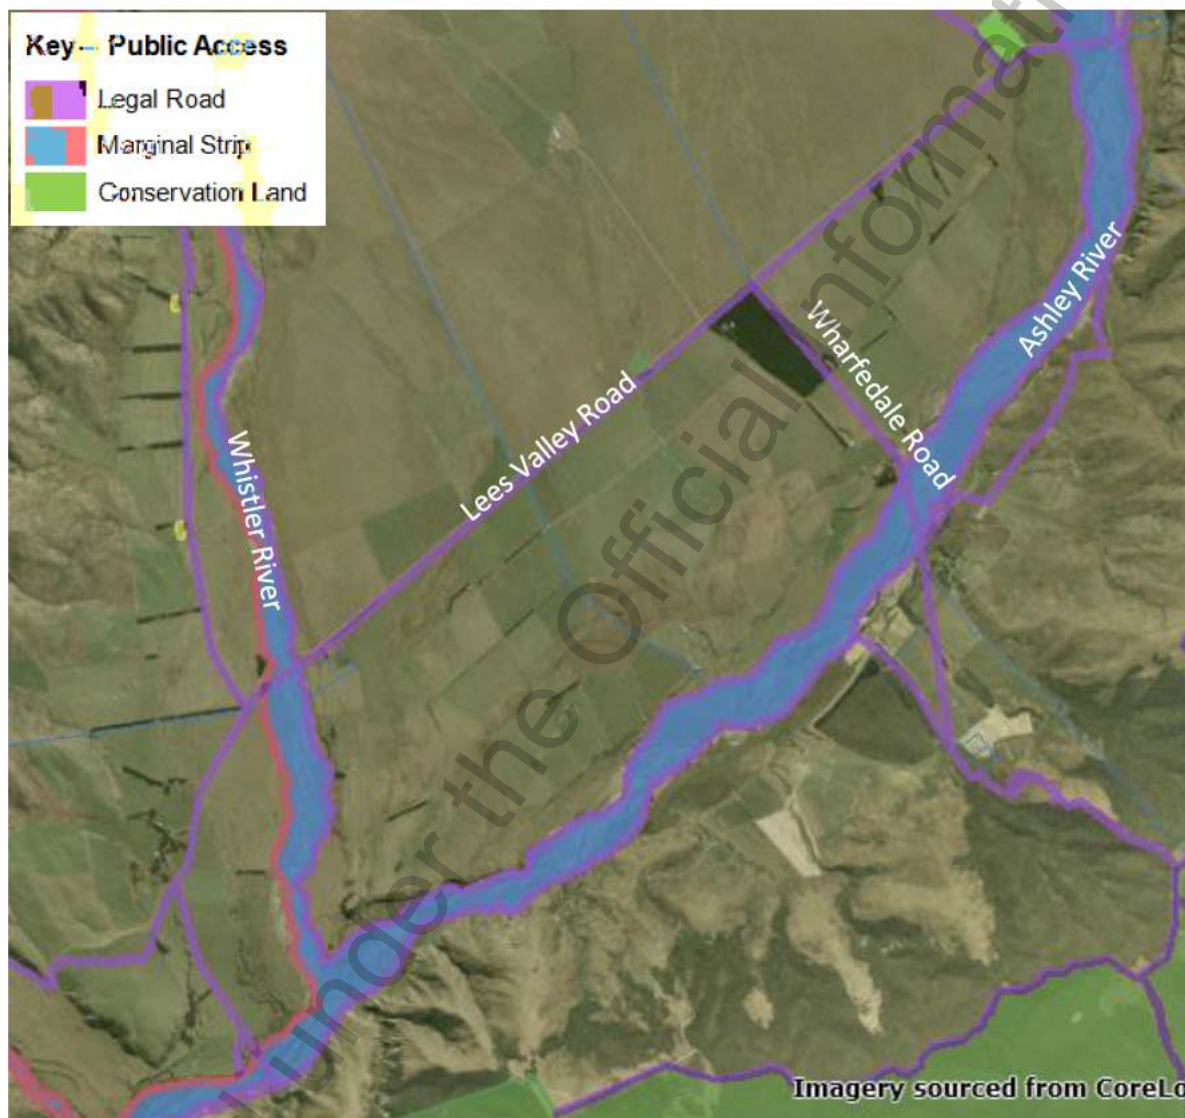 Key – Public Access
Legal Road
Marginal Strip
Conservation Land
Whistler River
Lees Valley Road
Wharfedale Road
Ashley River
under the Official Informati
Imagery sourced from CoreLo